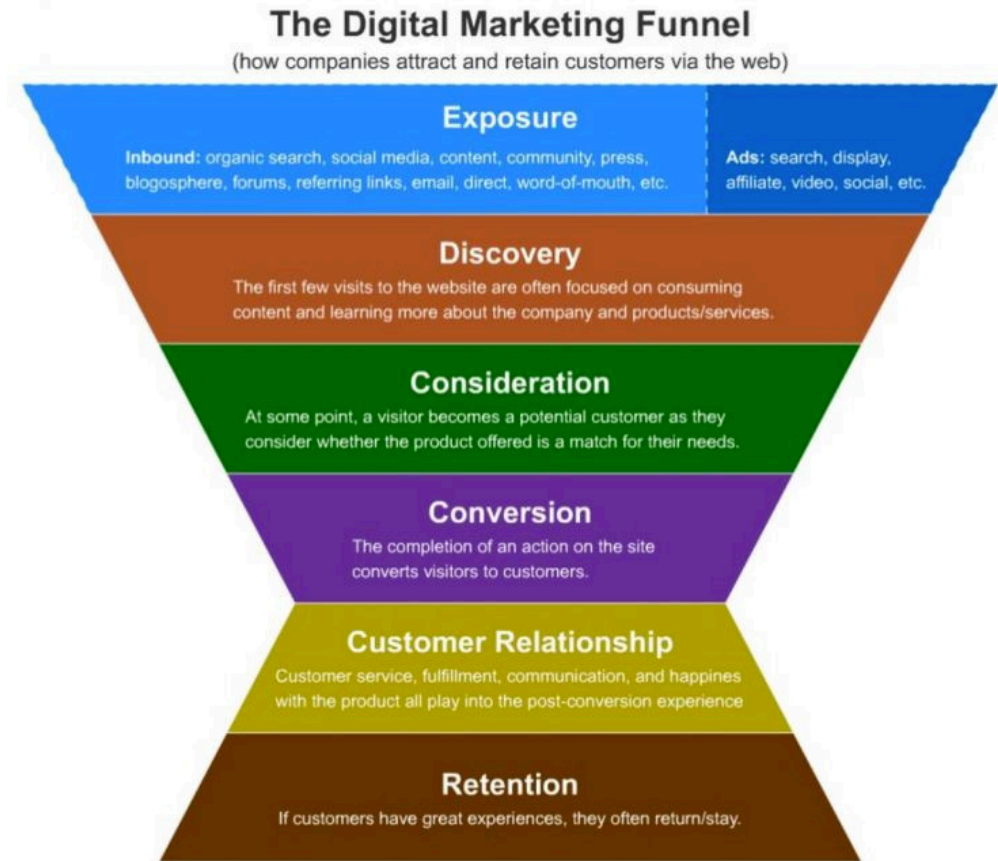 The Digital Marketing Funnel
(how companies attract and retain customers via the web)
Exposure
Inbound: organic search, social media, content, community, press,
blogosphere, forums, referring links, email, direct, word-of-mouth, etc.
Ads: search, display,
affiliate, video, social, etc.
Discovery
The first few visits to the website are often focused on consuming
content and learning more about the company and products/services.
Consideration
At some point, a visitor becomes a potential customer as they
consider whether the product offered is a match for their needs.
Conversion
The completion of an action on the site
converts visitors to customers.
Customer Relationship
Customer service, fulfillment, communication, and happines
with the product all play into the post-conversion experience
Retention
If customers have great experiences, they often return/stay.